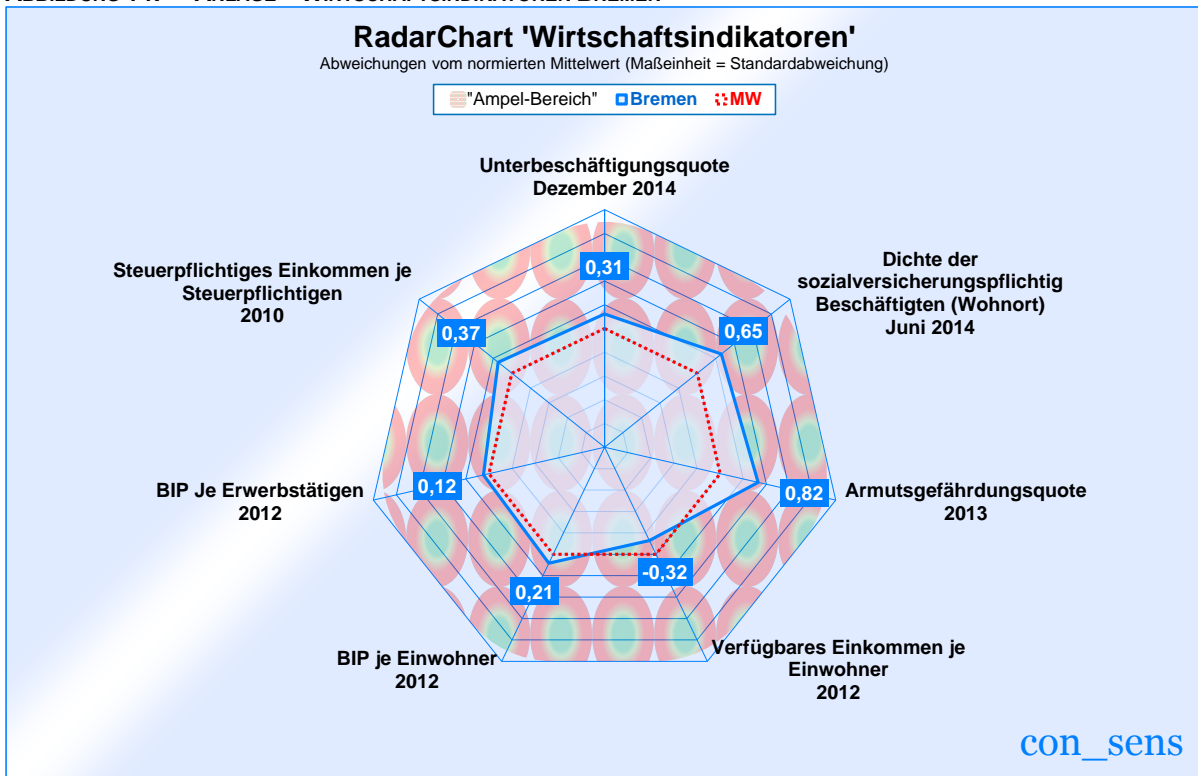 RadarChart 'Wirtschaftsindikatoren'
Abweichungen vom normierten Mittelwert (Maßeinheit = Standardabweichung)
"Ampel-Bereich" Bremen MW
Unterbeschäftigungsquote
Dezember 2014
0,31
Dichte der
sozialversicherungspflichtig
Beschäftigten (Wohnort)
Juni 2014
0,65
Armutsgefährdungsquote
2013
0,82
Verfügbares Einkommen je
Einwohner
2012
-0,32
BIP je Einwohner
2012
0,21
BIP Je Erwerbstätigen
2012
0,12
Steuerpflichtiges Einkommen je
Steuerpflichtigen
2010
0,37
con_sens